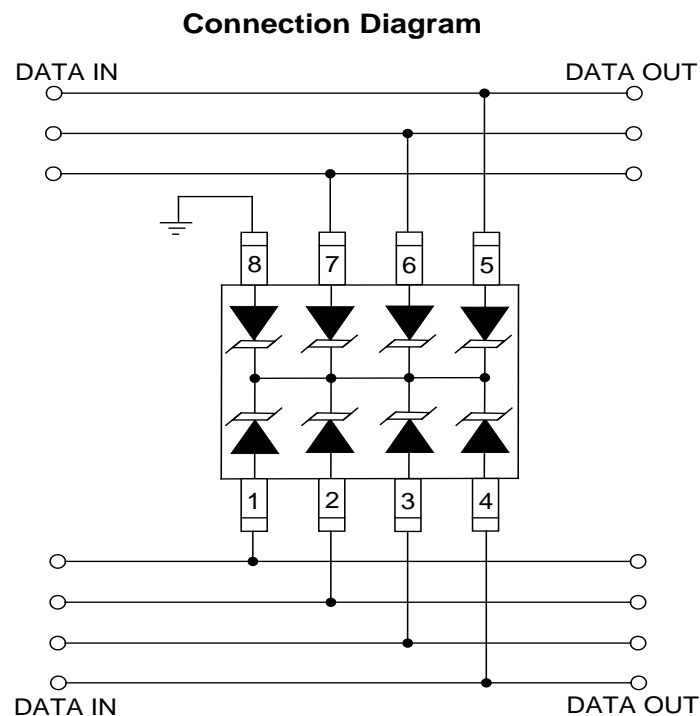 Connection Diagram
DATA IN DATA OUT
8 7 6 5
1 2 3 4
DATA IN DATA OUT